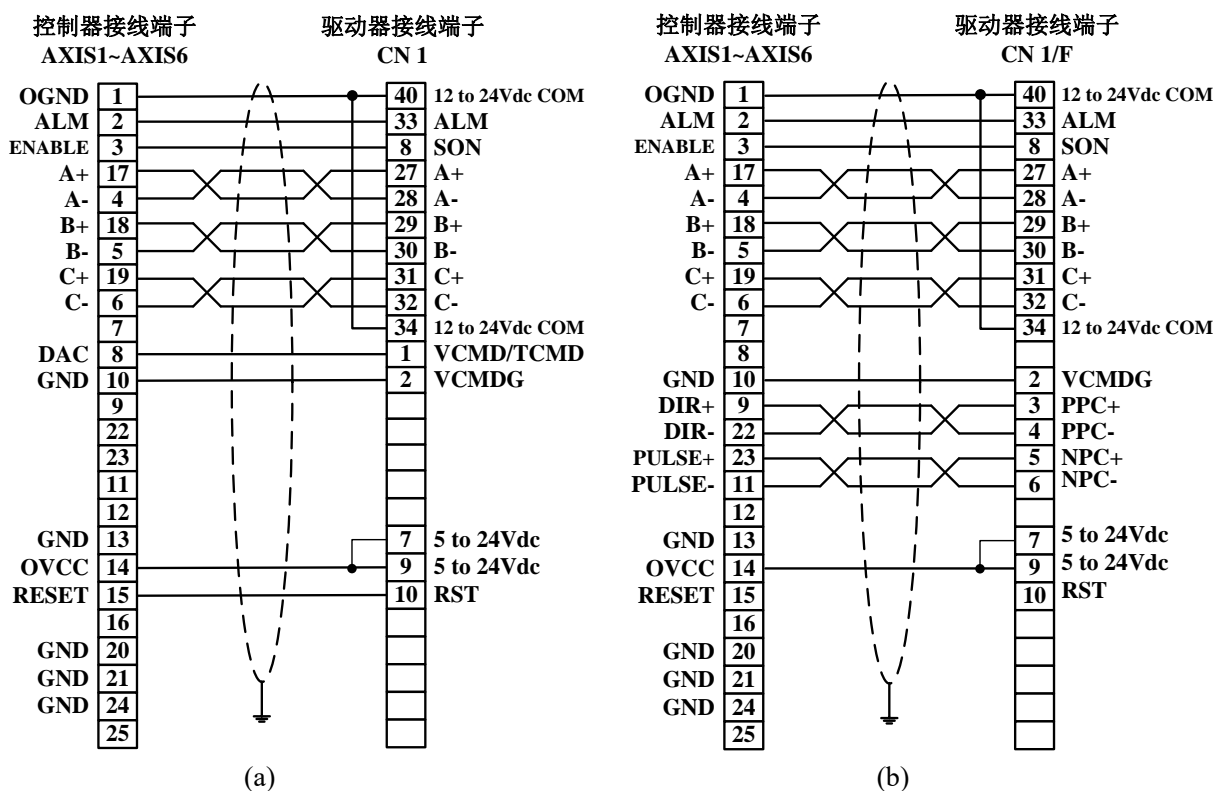 控制器接线端子 驱动器接线端子
AXIS1~AXIS6 CN 1
OGND 1 40 12 to 24Vdc COM
ALM 2 33 ALM
ENABLE 3 8 SON
A+ 17 27 A+
A- 4 28 A-
B+ 18 29 B+
B- 5 30 B-
C+ 19 31 C+
C- 6 32 C-
7 34 12 to 24Vdc COM
DAC 8 1 VCMD/TCMD
GND 10 2 VCMDG
9
22
23
11
12
GND 13 7 5 to 24Vdc
OVCC 14 9 5 to 24Vdc
RESET 15 10 RST
16
GND 20
GND 21
GND 24
25
(a)
控制器接线端子 驱动器接线端子
AXIS1~AXIS6 CN 1/F
OGND 1 40 12 to 24Vdc COM
ALM 2 33 ALM
ENABLE 3 8 SON
A+ 17 27 A+
A- 4 28 A-
B+ 18 29 B+
B- 5 30 B-
C+ 19 31 C+
C- 6 32 C-
7 34 12 to 24Vdc COM
8
GND 10 2 VCMDG
DIR+ 9 3 PPC+
DIR- 22 4 PPC-
PULSE+ 23 5 NPC+
PULSE- 11 6 NPC-
12
GND 13 7 5 to 24Vdc
OVCC 14 9 5 to 24Vdc
RESET 15 10 RST
16
GND 20
GND 21
GND 24
25
(b)